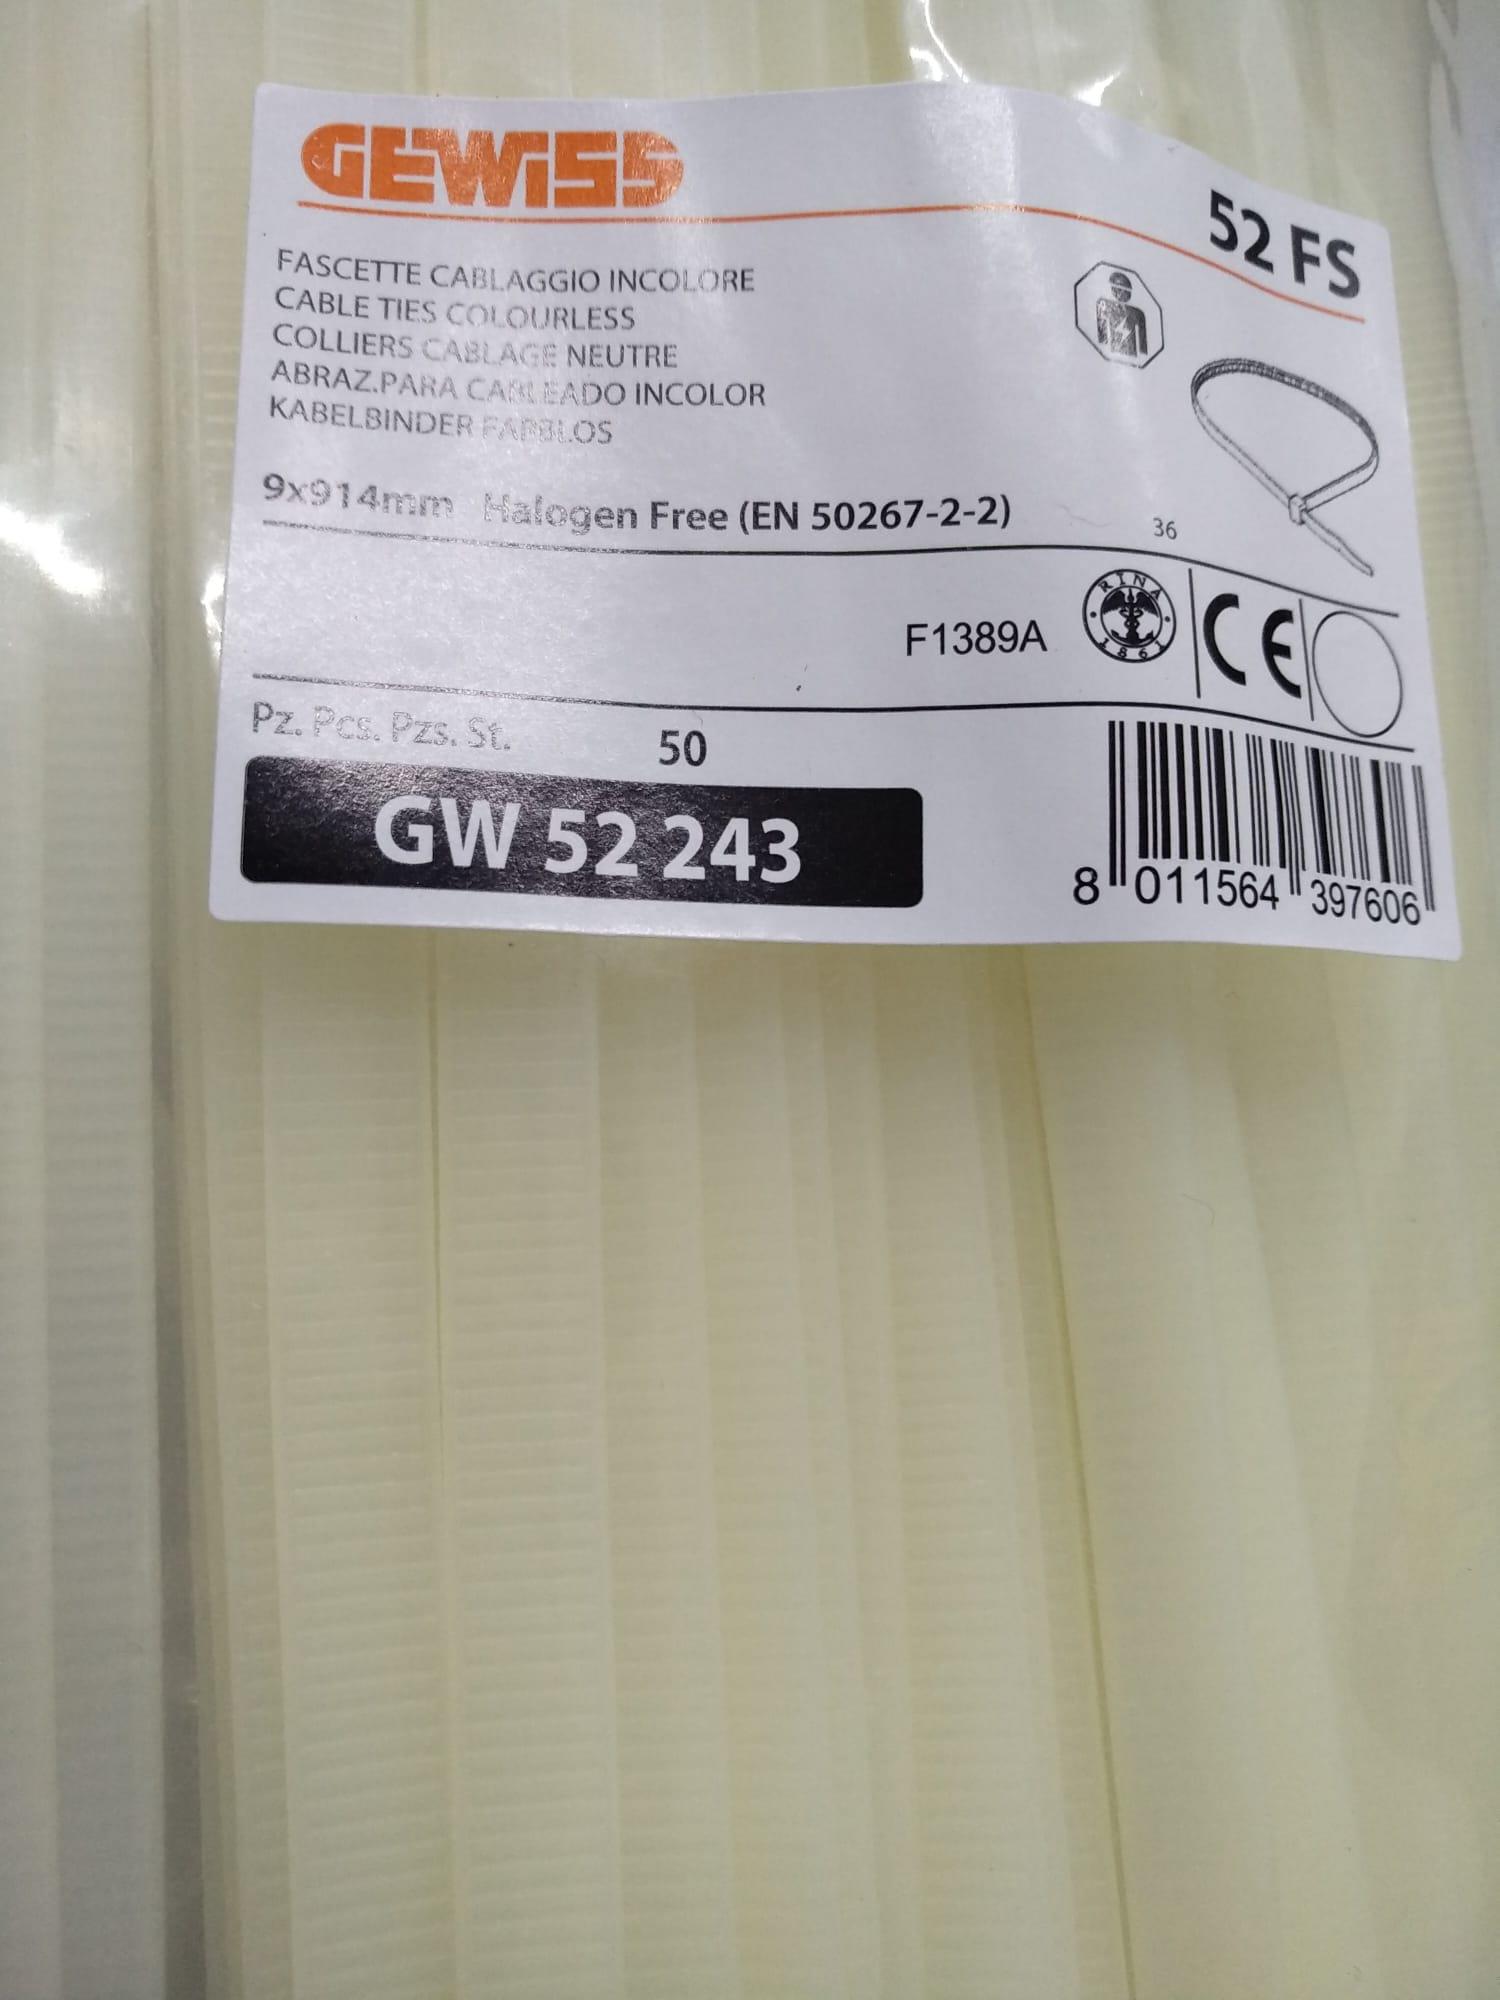 GEWISS
52 FS
FASCETTE CABLAGGIO INCOLORE
CABLE TIES COLOURLESS
COLLIERS CABLAGE NEUTRE
ABRAZ.PARA CABLEADO INCOLOR
KABELBINDER FARBLOS
9x914mm Halogen Free (EN 50267-2-2)
36
F1389A
RINA
1861
CE
Pz. Pcs. Pzs. St. 50
GW 52 243
8 011564 397606